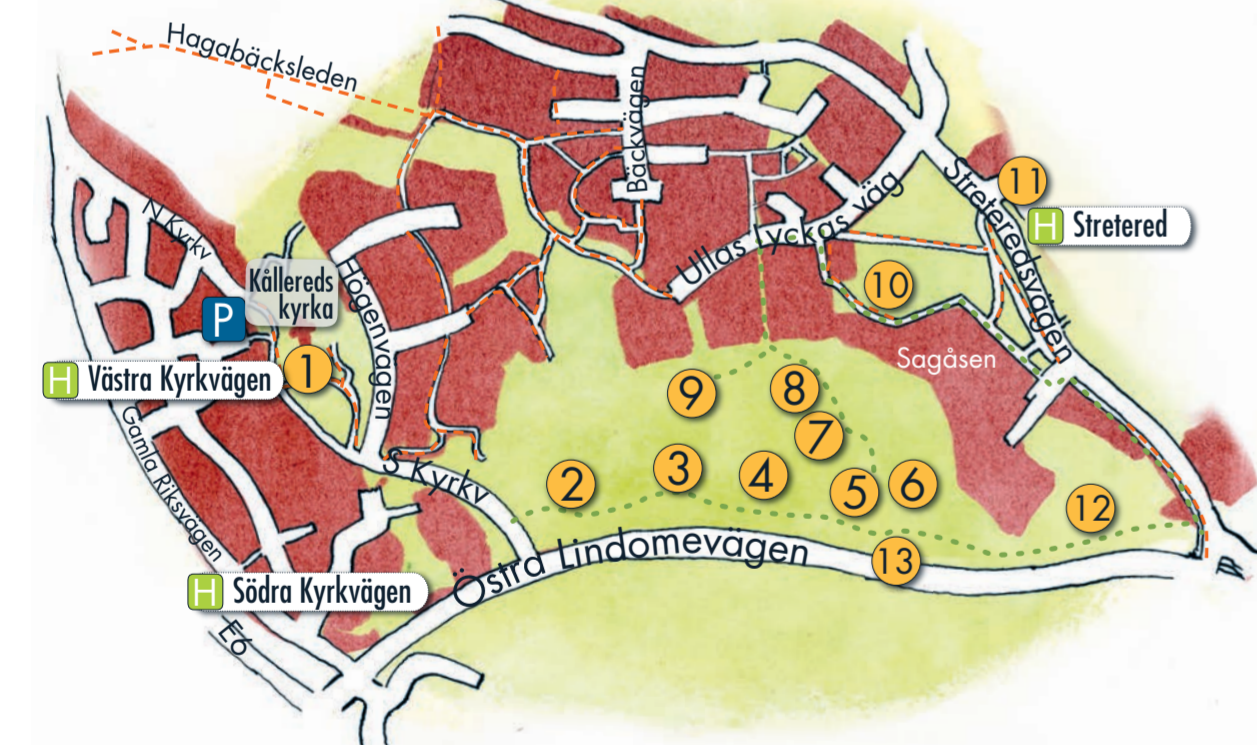 Hagabäcksleden
Bäckvägen
N Kyrkv
Streteredsvägen
11
H Stretered
Ullas Lyckas väg
Kållereds
kyrka
P
Högenvägen
10
Sagåsen
H Västra Kyrkvägen
1
9
8
7
Gamla Riksvägen
S Kyrkv
2
3
4
5
6
12
Östra Lindomevägen
13
H Södra Kyrkvägen
E6